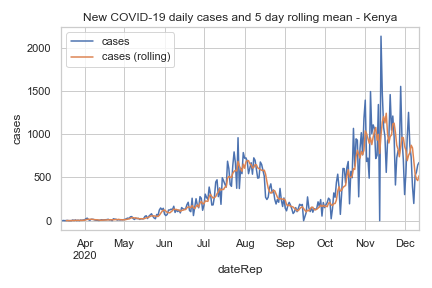 New COVID-19 daily cases and 5 day rolling mean - Kenya
cases
cases (rolling)
cases
2000
1500
1000
500
0
Apr May Jun Jul Aug Sep Oct Nov Dec
2020
dateRep